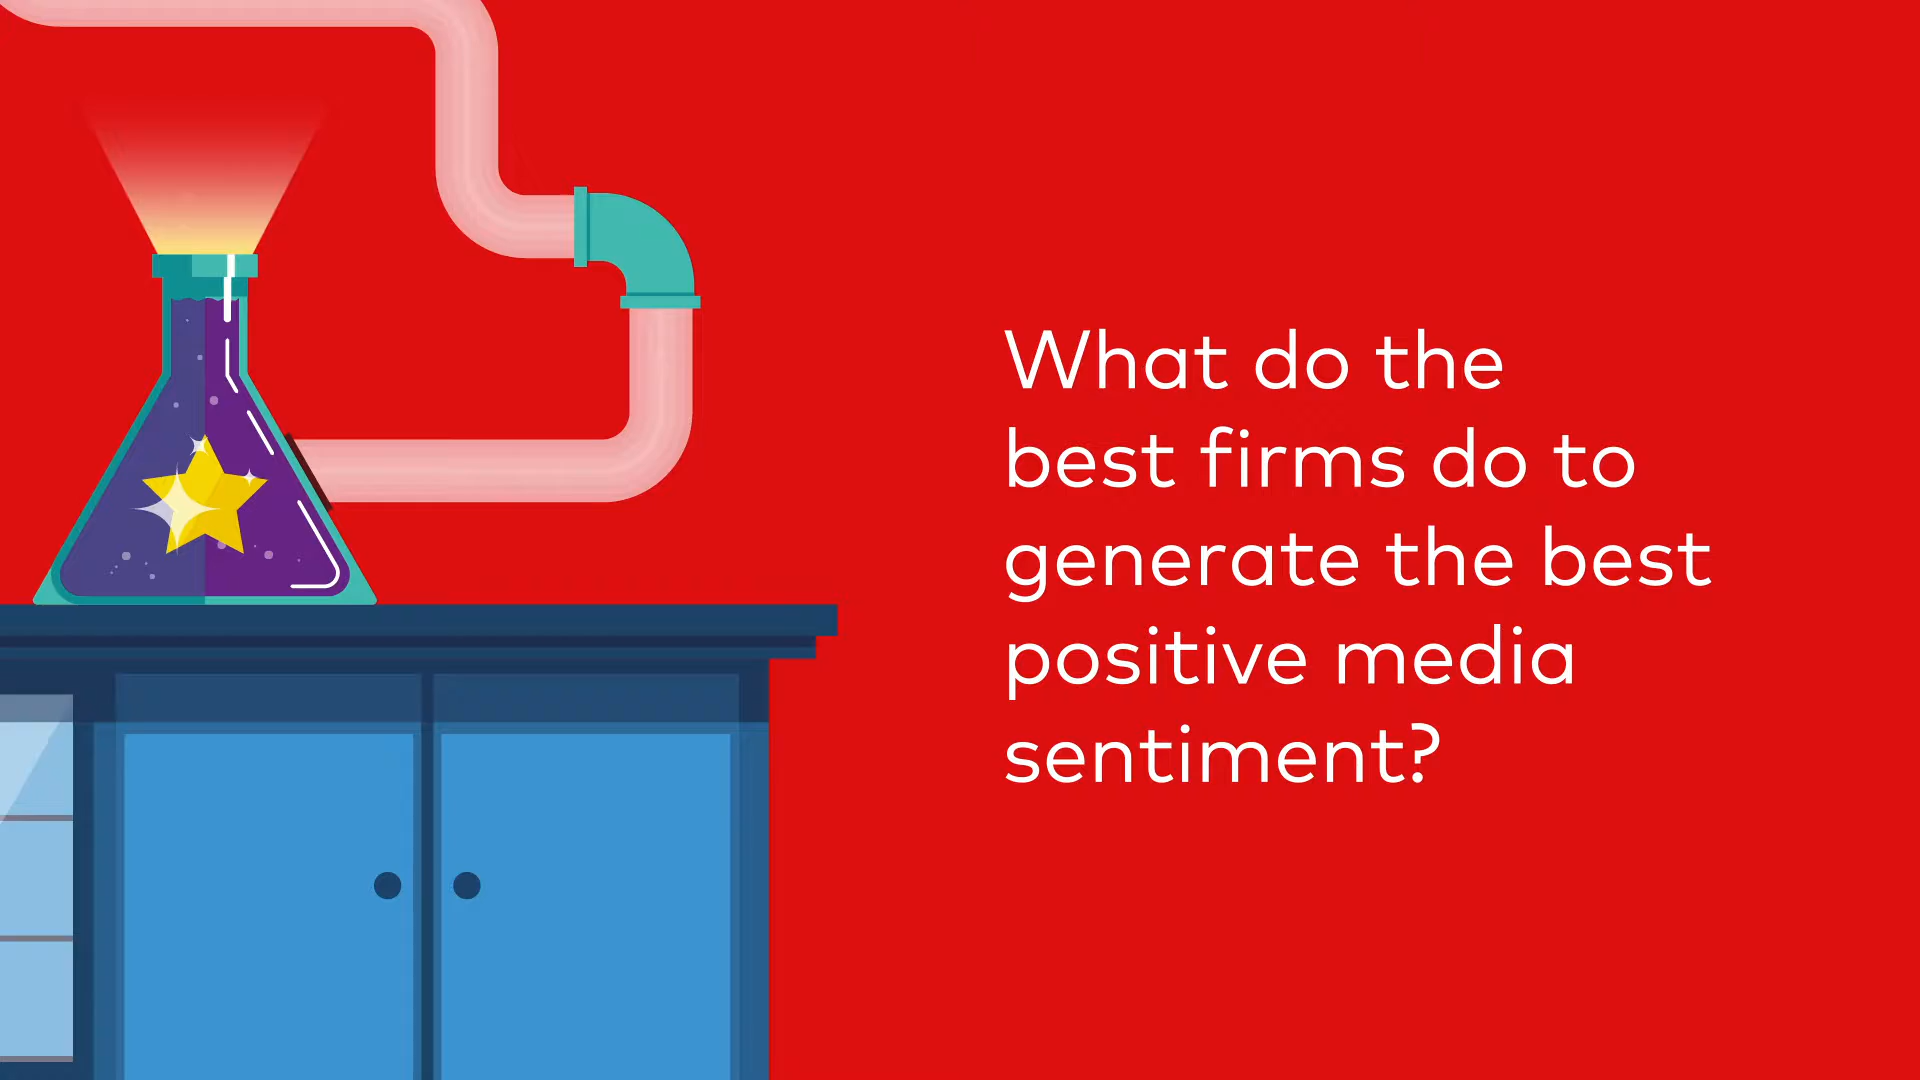 What do the
best firms do to
generate the best
positive media
sentiment?